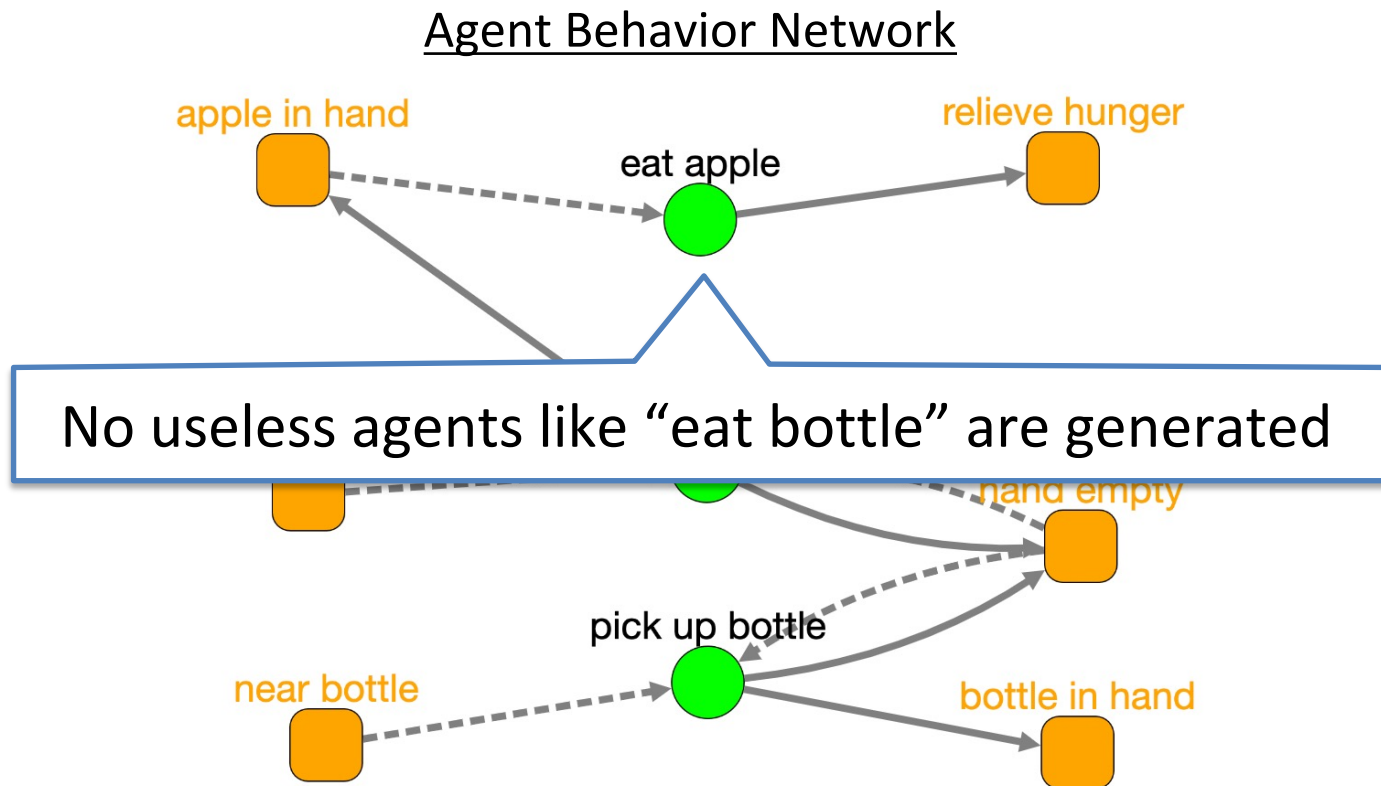 Agent Behavior Network
apple in hand
relieve hunger
eat apple
No useless agents like “eat bottle” are generated
hand empty
pick up bottle
near bottle
bottle in hand